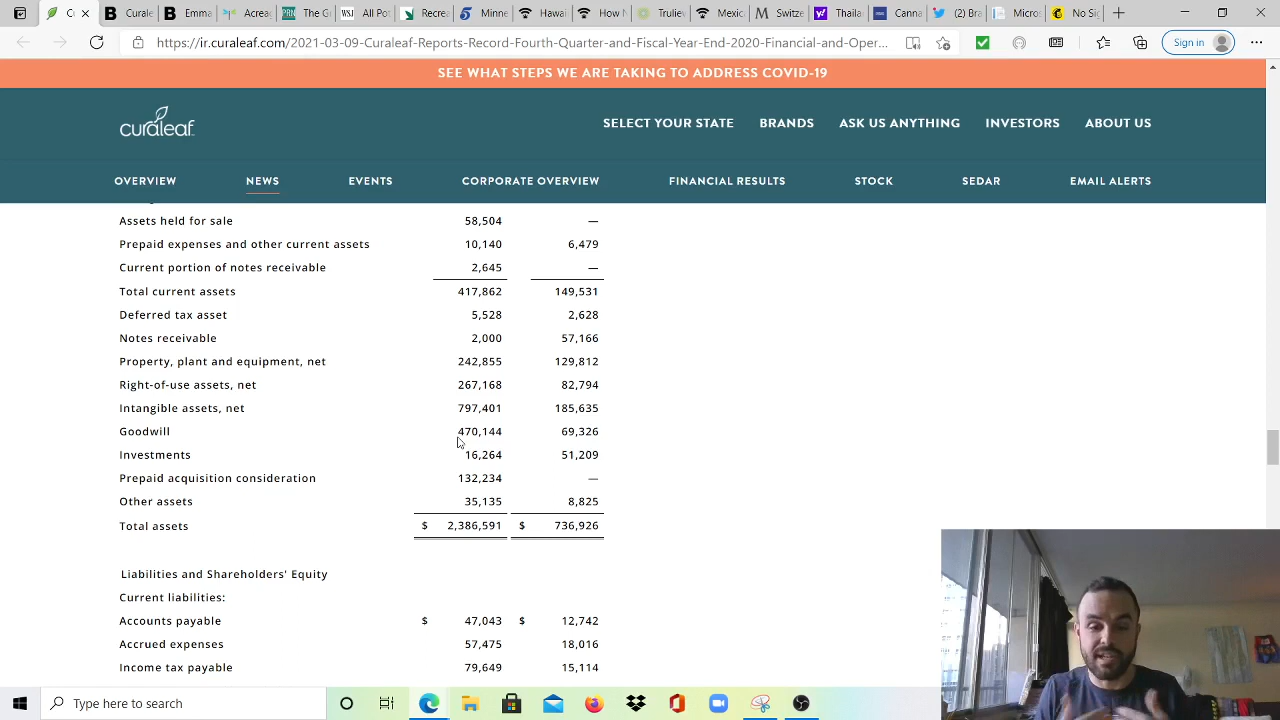 B
PRN
How
How N
Trulie
M Swit
Thai
Micro
No Si
https://ir.curaleaf.com/2021-03-09-Curaleaf-Reports-Record-Fourth-Quarter-and-Fiscal-Year-End-2020-Financial-and-Oper...
Sign in
SEE WHAT STEPS WE ARE TAKING TO ADDRESS COVID-19
curaleaf
SELECT YOUR STATE BRANDS ASK US ANYTHING INVESTORS ABOUT US
OVERVIEW NEWS EVENTS CORPORATE OVERVIEW FINANCIAL RESULTS STOCK SEDAR EMAIL ALERTS
Assets held for sale 58,504 —
Prepaid expenses and other current assets 10,140 6,479
Current portion of notes receivable 2,645 —
Total current assets 417,862 149,531
Deferred tax asset 5,528 2,628
Notes receivable 2,000 57,166
Property, plant and equipment, net 242,855 129,812
Right-of-use assets, net 267,168 82,794
Intangible assets, net 797,401 185,635
Goodwill 470,144 69,326
Investments 16,264 51,209
Prepaid acquisition consideration 132,234 —
Other assets 35,135 8,825
Total assets $ 2,386,591 $ 736,926
Liabilities and Shareholders' Equity
Current liabilities:
Accounts payable $ 47,043 $ 12,742
Accrued expenses 57,475 18,016
Income tax payable 79,649 15,114
Type here to search